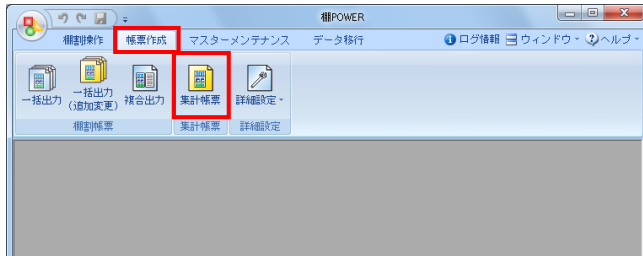 棚POWER
棚割操作 帳票作成 マスターメンテナンス データ移行 ログ情報 ウィンドウ ヘルプ
一括出力 一括出力(追加変更) 複合出力 集計帳票 詳細設定
棚割帳票 集計帳票 詳細設定